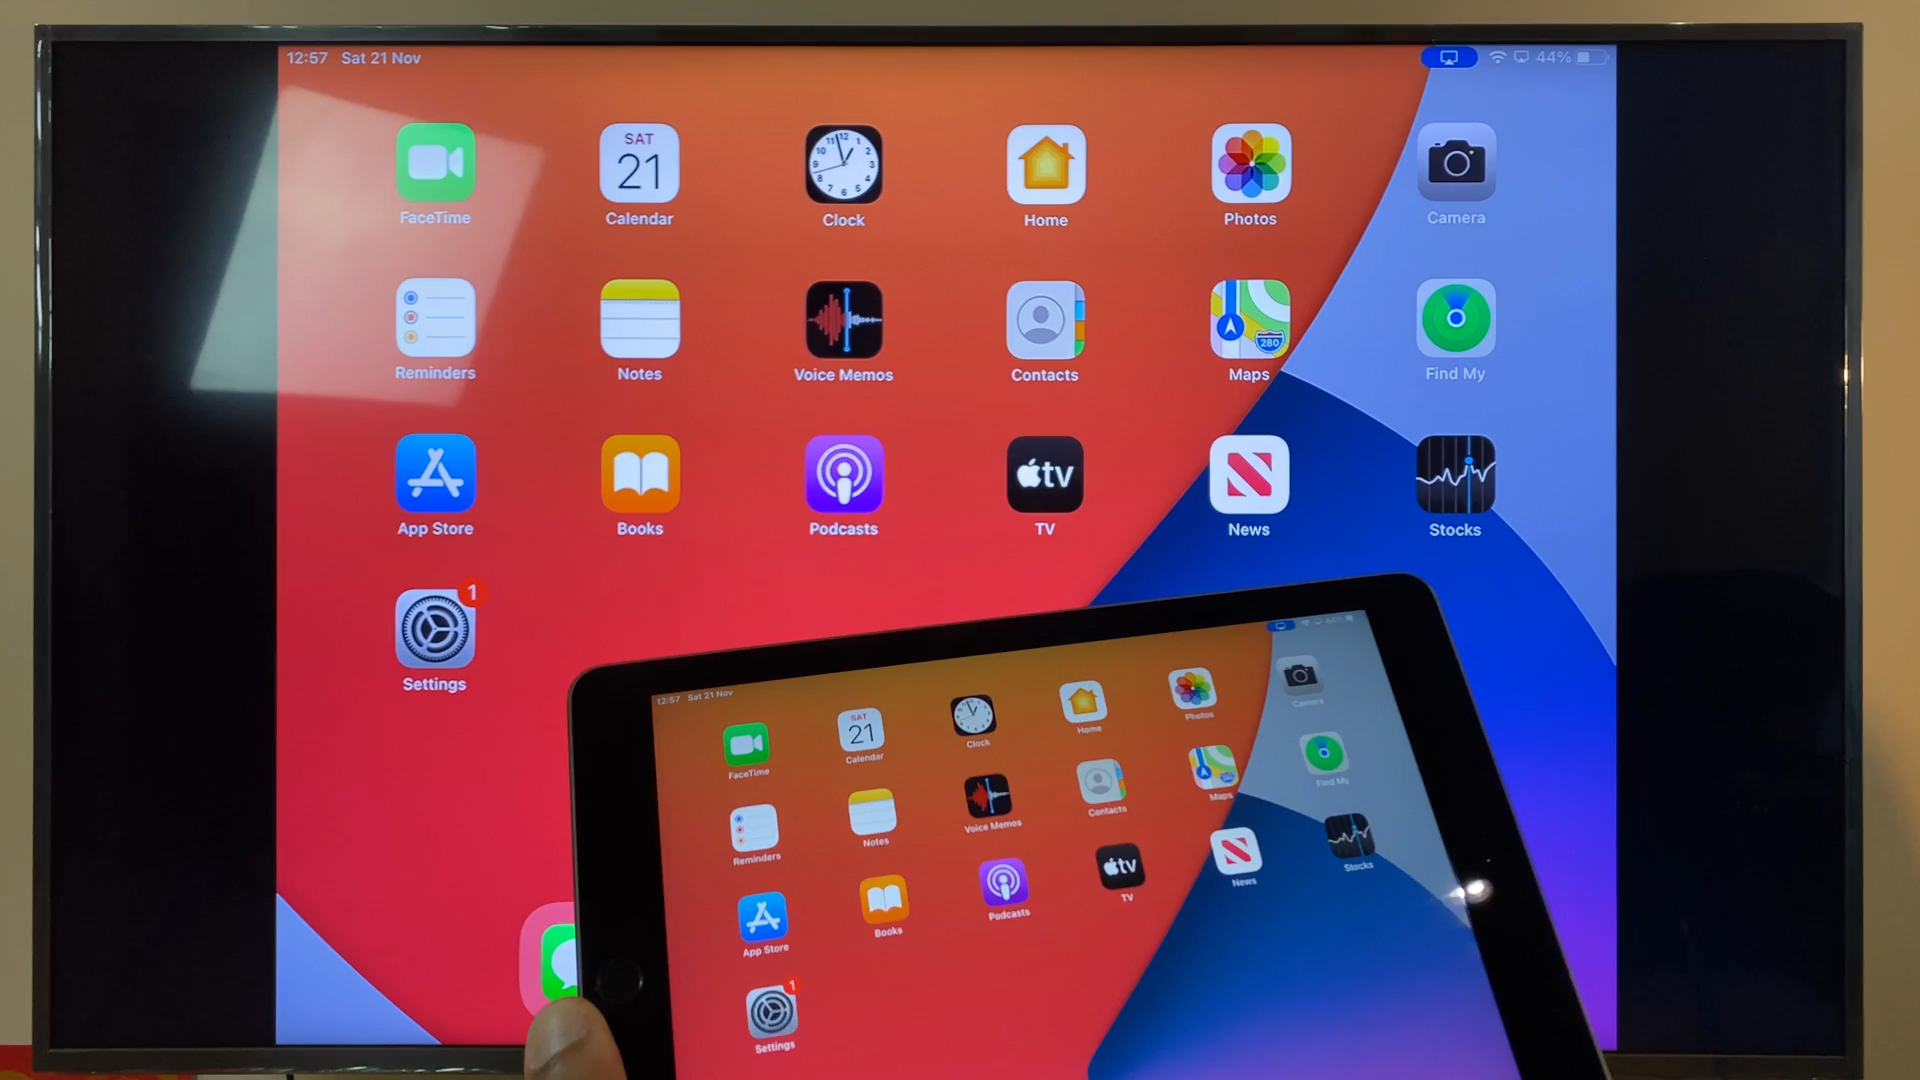 12:57 Sat 21 Nov 44%
SAT
21
FaceTime Calendar Clock Home Photos Camera
280
Reminders Notes Voice Memos Contacts Maps Find My
tv
App Store Books Podcasts TV News Stocks
1
Settings
12:57 Sat 21 Nov 44%
SAT
21
FaceTime Calendar Clock Home Photos Camera
Reminders Notes Voice Memos Contacts Maps Find My
tv
App Store Books Podcasts TV News Stocks
1
Settings